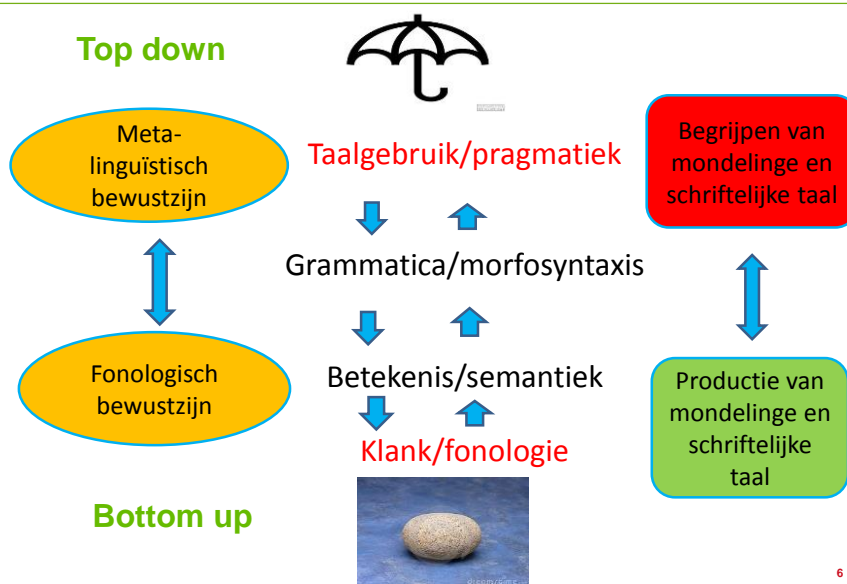 Top down
Meta-
linguïstisch
bewustzijn
Taalgebruik/pragmatiek
Begrijpen van
mondelinge en
schriftelijke taal
Grammatica/morfosyntaxis
Fonologisch
bewustzijn
Betekenis/semantiek
Productie van
mondelinge en
schriftelijke
taal
Klank/fonologie
Bottom up
6